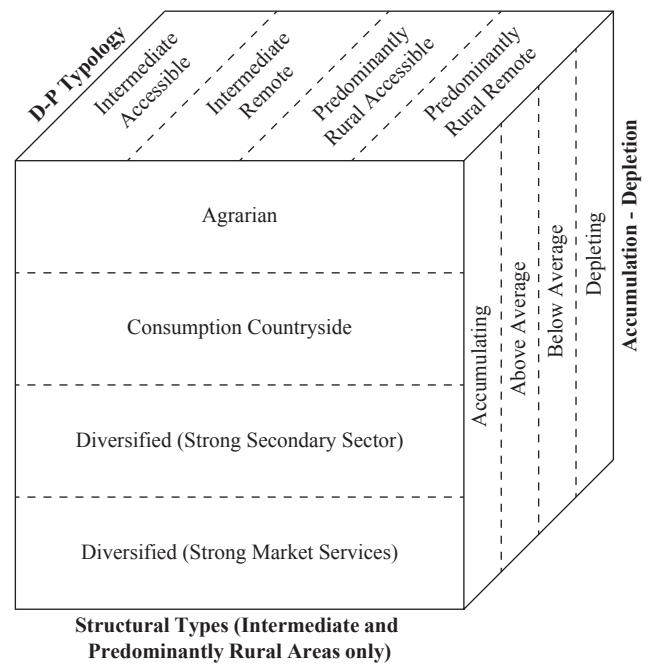 D-P Typology
Intermediate
Accessible
Intermediate
Remote
Predominantly
Rural Accessible
Predominantly
Rural Remote
Agrarian
Consumption Countryside
Diversified (Strong Secondary Sector)
Diversified (Strong Market Services)
Accumulating
Above Average
Below Average
Depleting
Accumulation - Depletion
Structural Types (Intermediate and
Predominantly Rural Areas only)